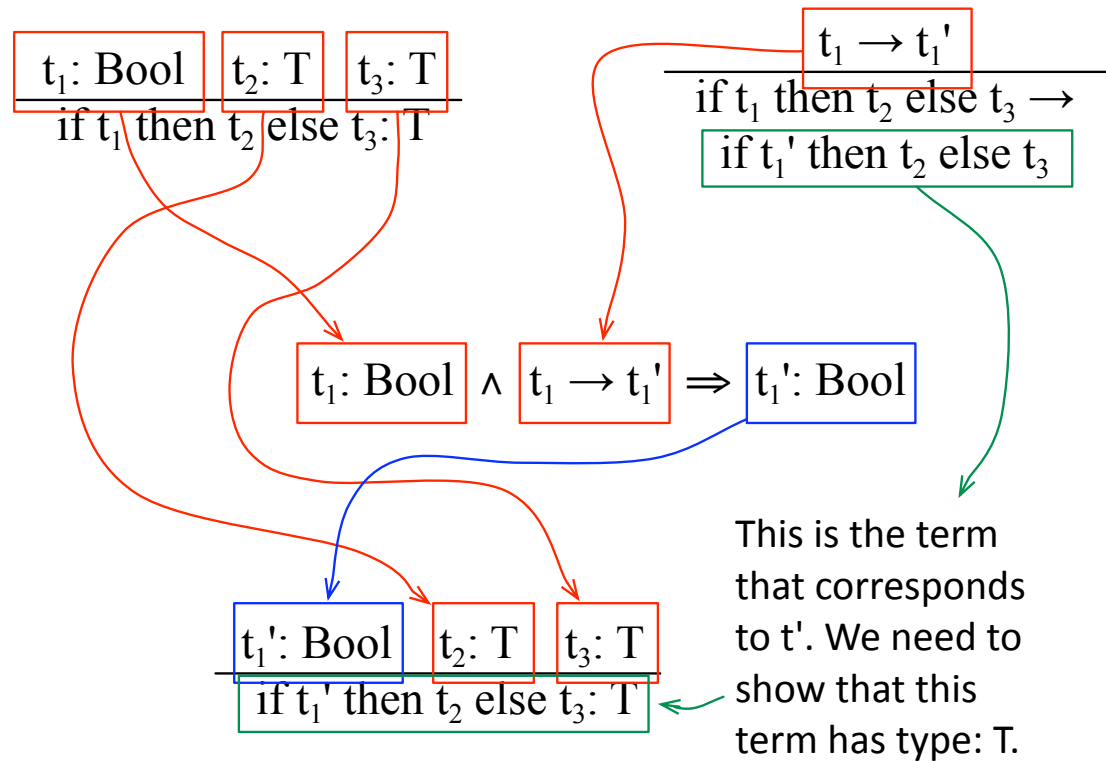 t₁: Bool t₂: T t₃: T
if t₁ then t₂ else t₃: T
t₁ → t₁'
if t₁ then t₂ else t₃ →
if t₁' then t₂ else t₃
t₁: Bool ∧ t₁ → t₁' ⇒ t₁': Bool
t₁': Bool t₂: T t₃: T
if t₁' then t₂ else t₃: T
This is the term
that corresponds
to t'. We need to
show that this
term has type: T.